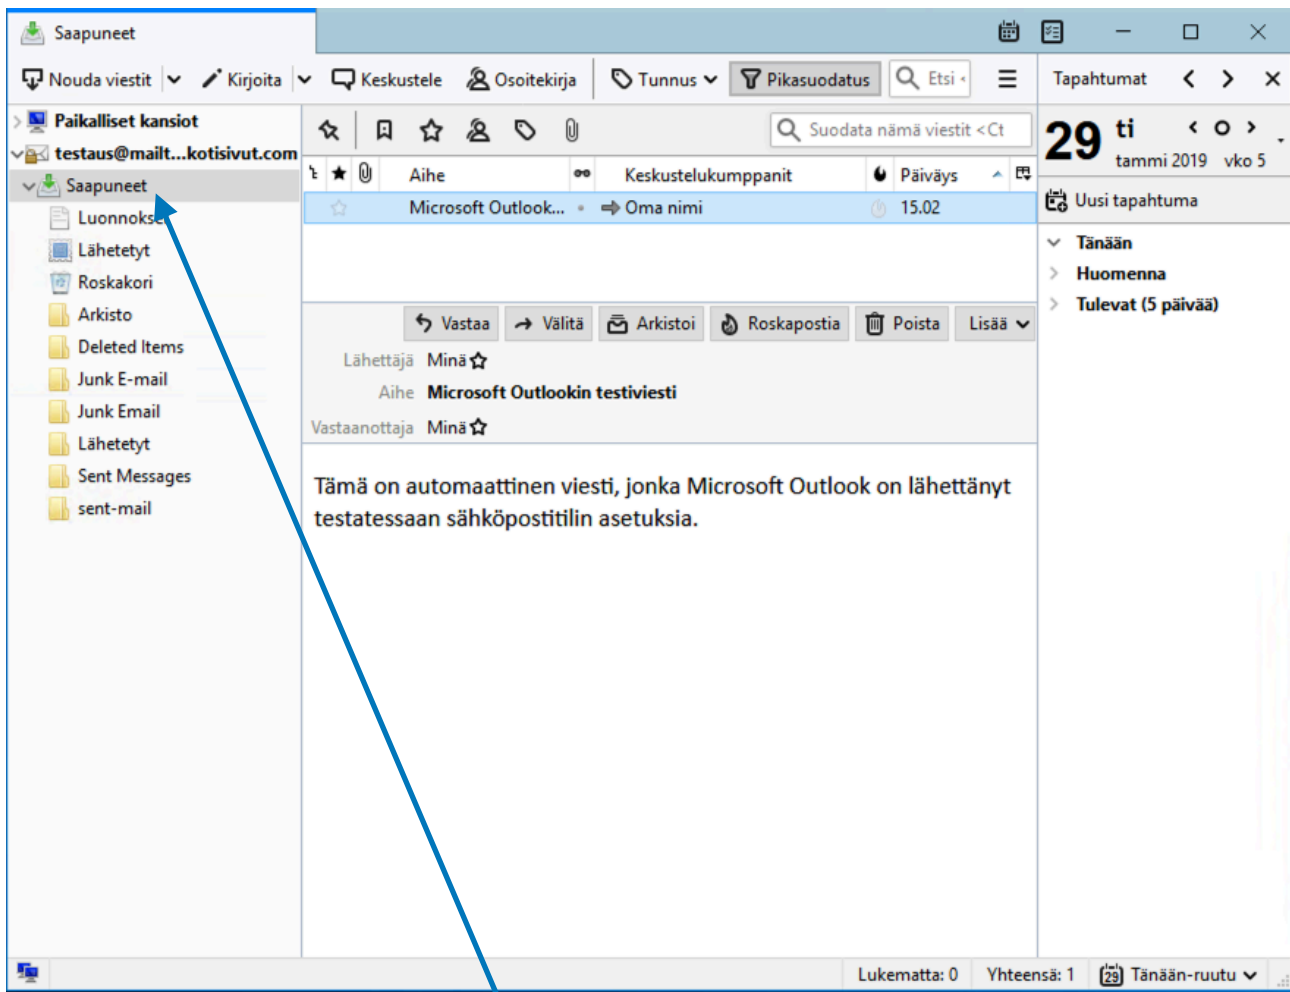 Saapuneet
Nouda viestit Kirjoita Keskustele Osoitekirja Tunnus Pikasuodatus Etsi < Tapahtumat
Paikalliset kansiot
testaus@mailt...kotisivut.com
Saapuneet
Luonnokse
Lähetetyt
Roskakori
Arkisto
Deleted Items
Junk E-mail
Junk Email
Lähetetyt
Sent Messages
sent-mail
Suodata nämä viestit <Ct
Aihe Keskustelukumppanit Päiväys
Microsoft Outlook... Oma nimi 15.02
Vastaa Välitä Arkistoi Roskapostia Poista Lisää
Lähettäjä Minä
Aihe Microsoft Outlookin testiviesti
Vastaanottaja Minä
Tämä on automaattinen viesti, jonka Microsoft Outlook on lähettänyt
testatessaan sähköpostitilin asetuksia.
29 ti
tammi 2019 vko 5
Uusi tapahtuma
Tänään
Huomenna
Tulevat (5 päivää)
Lukematta: 0 Yhteensä: 1 29 Tänään-ruutu